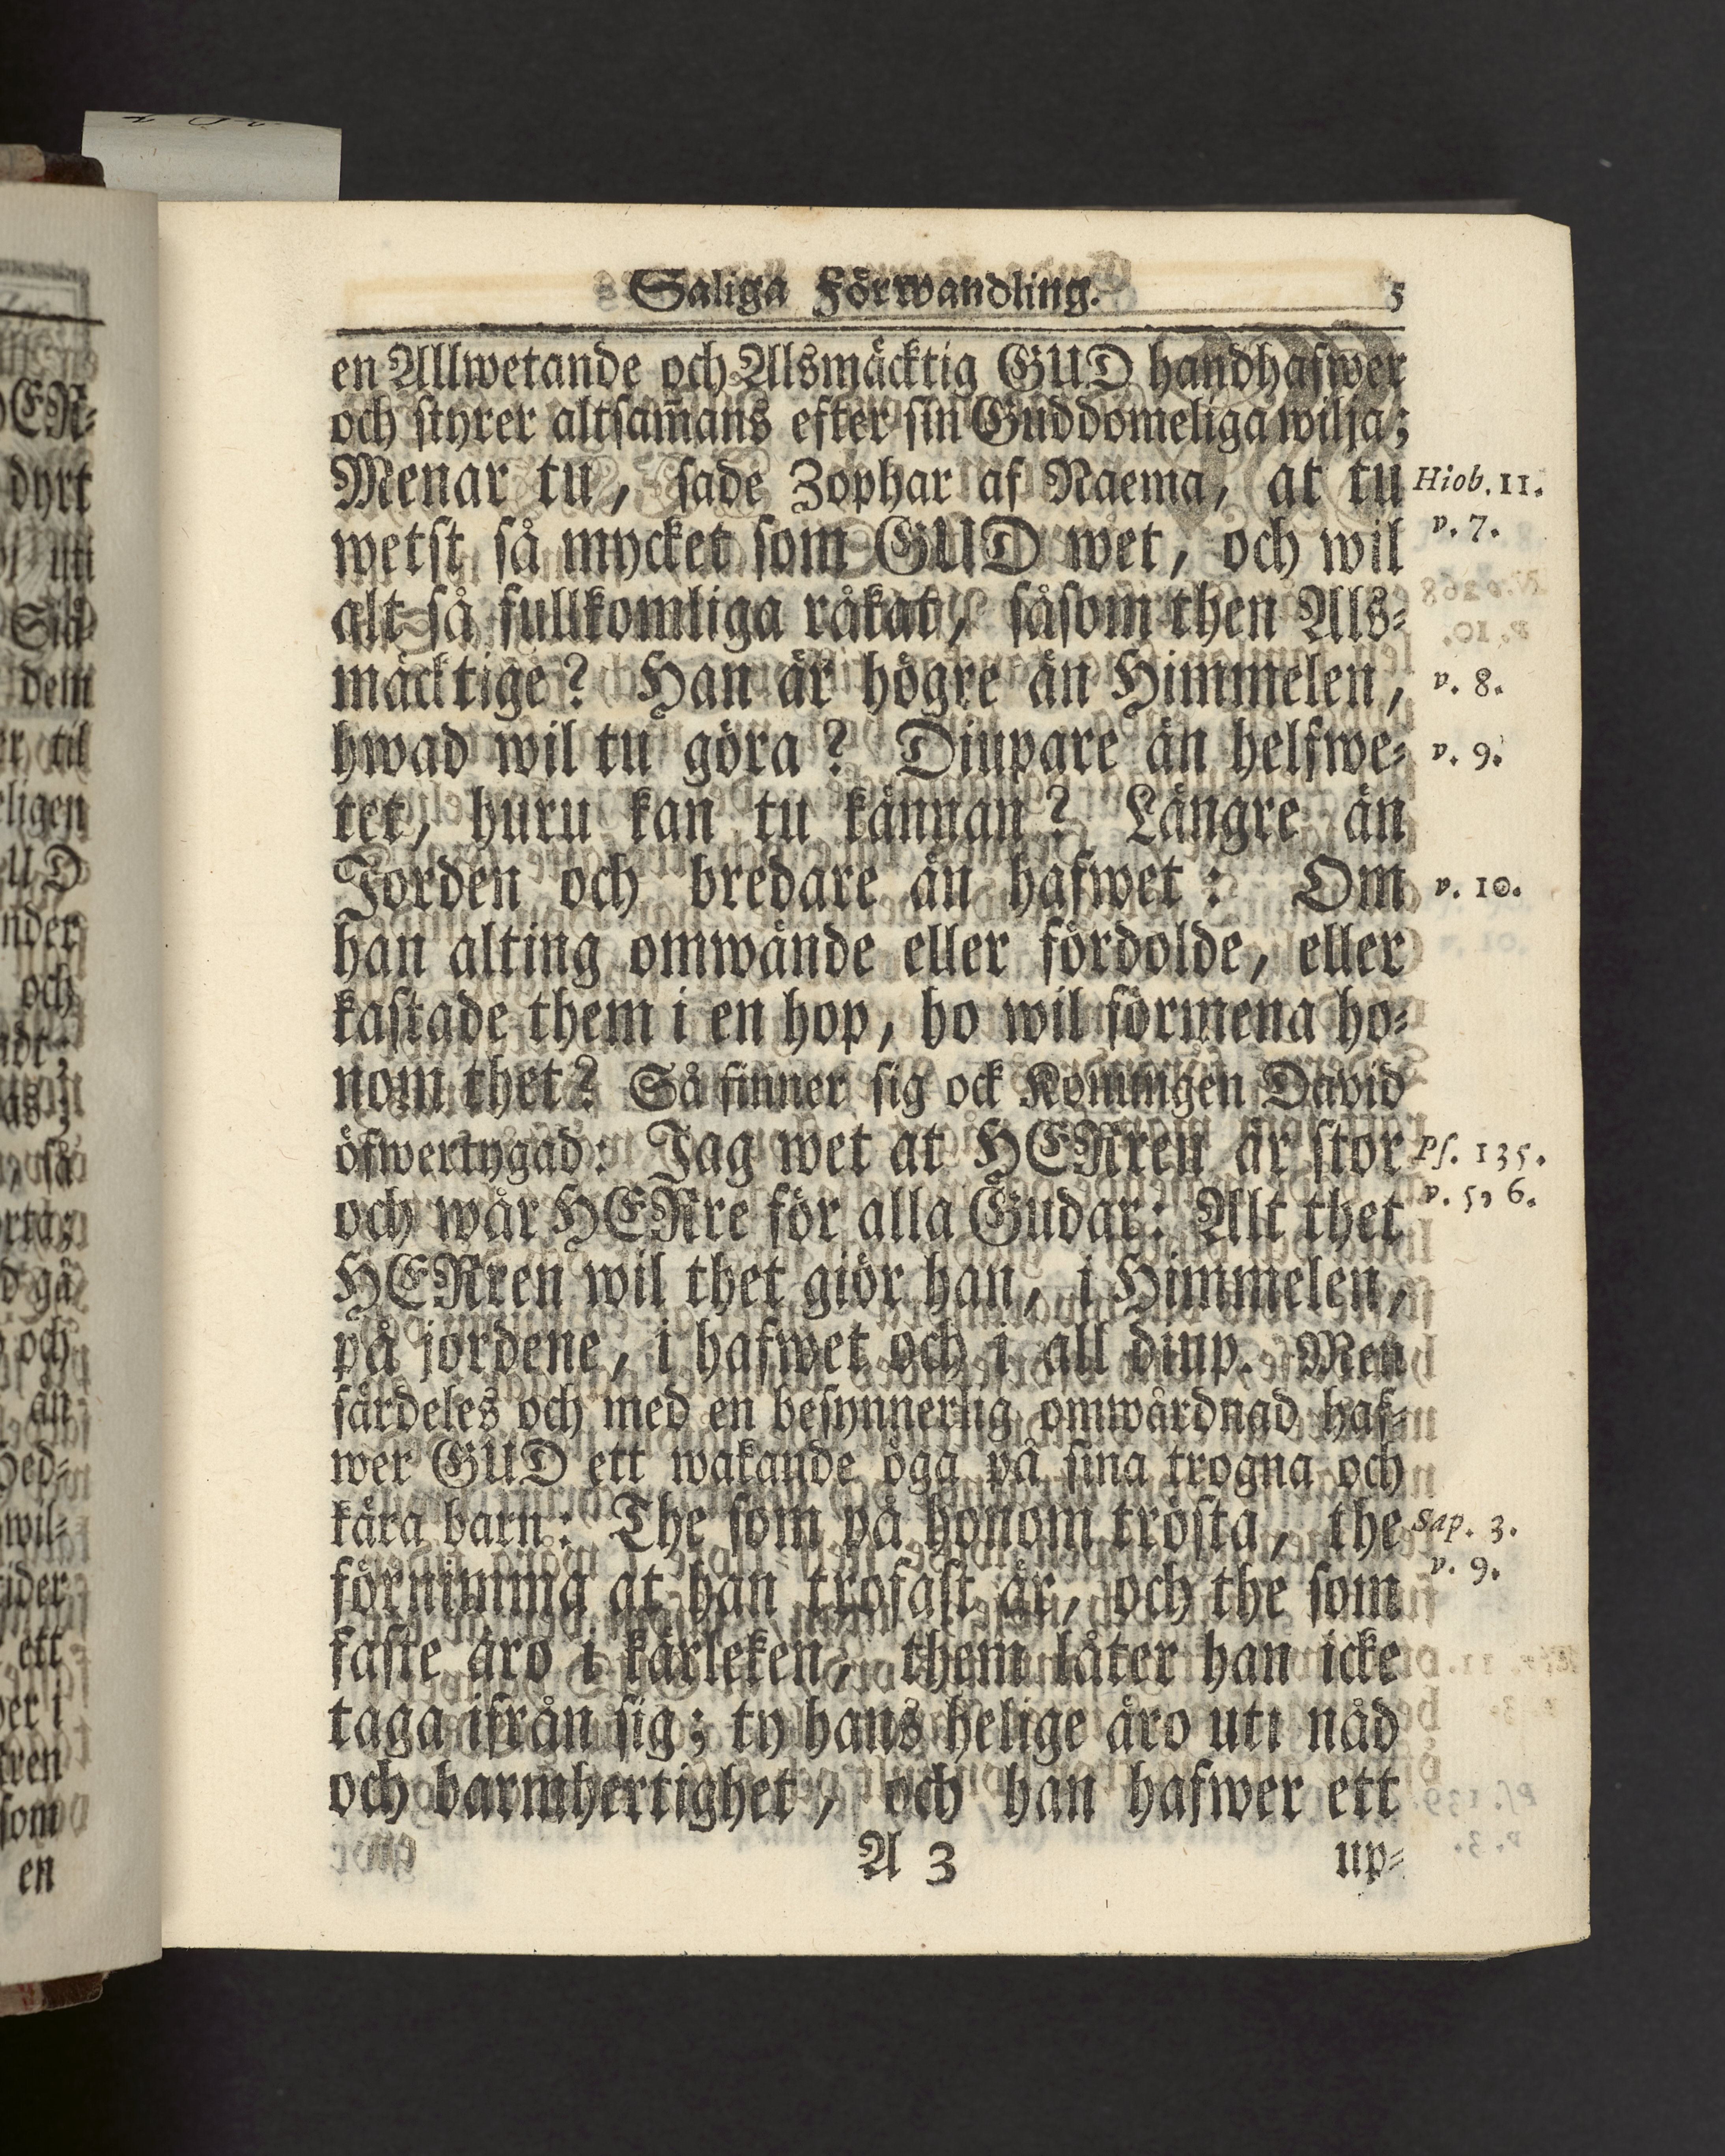 Saliga Förwandling. 5
en Allwetande och Alsmäcktig GUD handhafwer
och styrer altsam̄ans efter sin Guddomeliga wilja;
Menar tu, sade Zophar af Naema, at tu Hiob. 11.
wetst så mycket som GUD wet, och wil v. 7.
alt så fullkomliga råkat, såsom then Als-
mäcktige? Han är högre än Himmelen, v. 8.
hwad wil tu göra? Diupare än helfwe- v. 9.
tet, huru kan tu kännan? Längre än
Jorden och bredare än hafwet: Om v. 10.
han alting omwände eller fördolde, eller
kastade them i en hop, ho wil förmena ho-
nom thet? Så finner sig ock Konungen David
öfwertygad: Jag wet at HERren är stor Ps. 135.
och wår HERre för alla Gudar: Alt thet v. 5, 6.
HERren wil thet giör han, i Himmelen,
på jordene, i hafwet och i all diup. Men
särdeles och med en besynnerlig omwårdnad haf-
wer GUD ett wakande öga på sina trogna och
kära barn: The som på honom trösta, the Sap. 3.
förnimma at han trofast är, och the som v. 9.
faste äro i kärleken, them låter han icke
taga ifrån sig; ty hans helige äro uti nåd
och barmhertighet, och han hafwer ett
A 3 up-